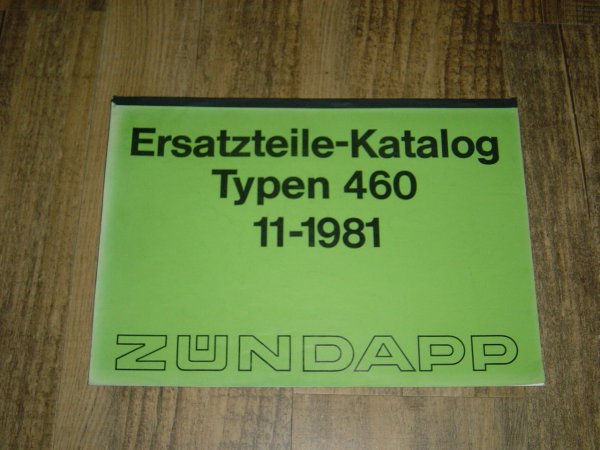 Ersatzteile-Katalog
Typen 460
11-1981
ZÜNDAPP